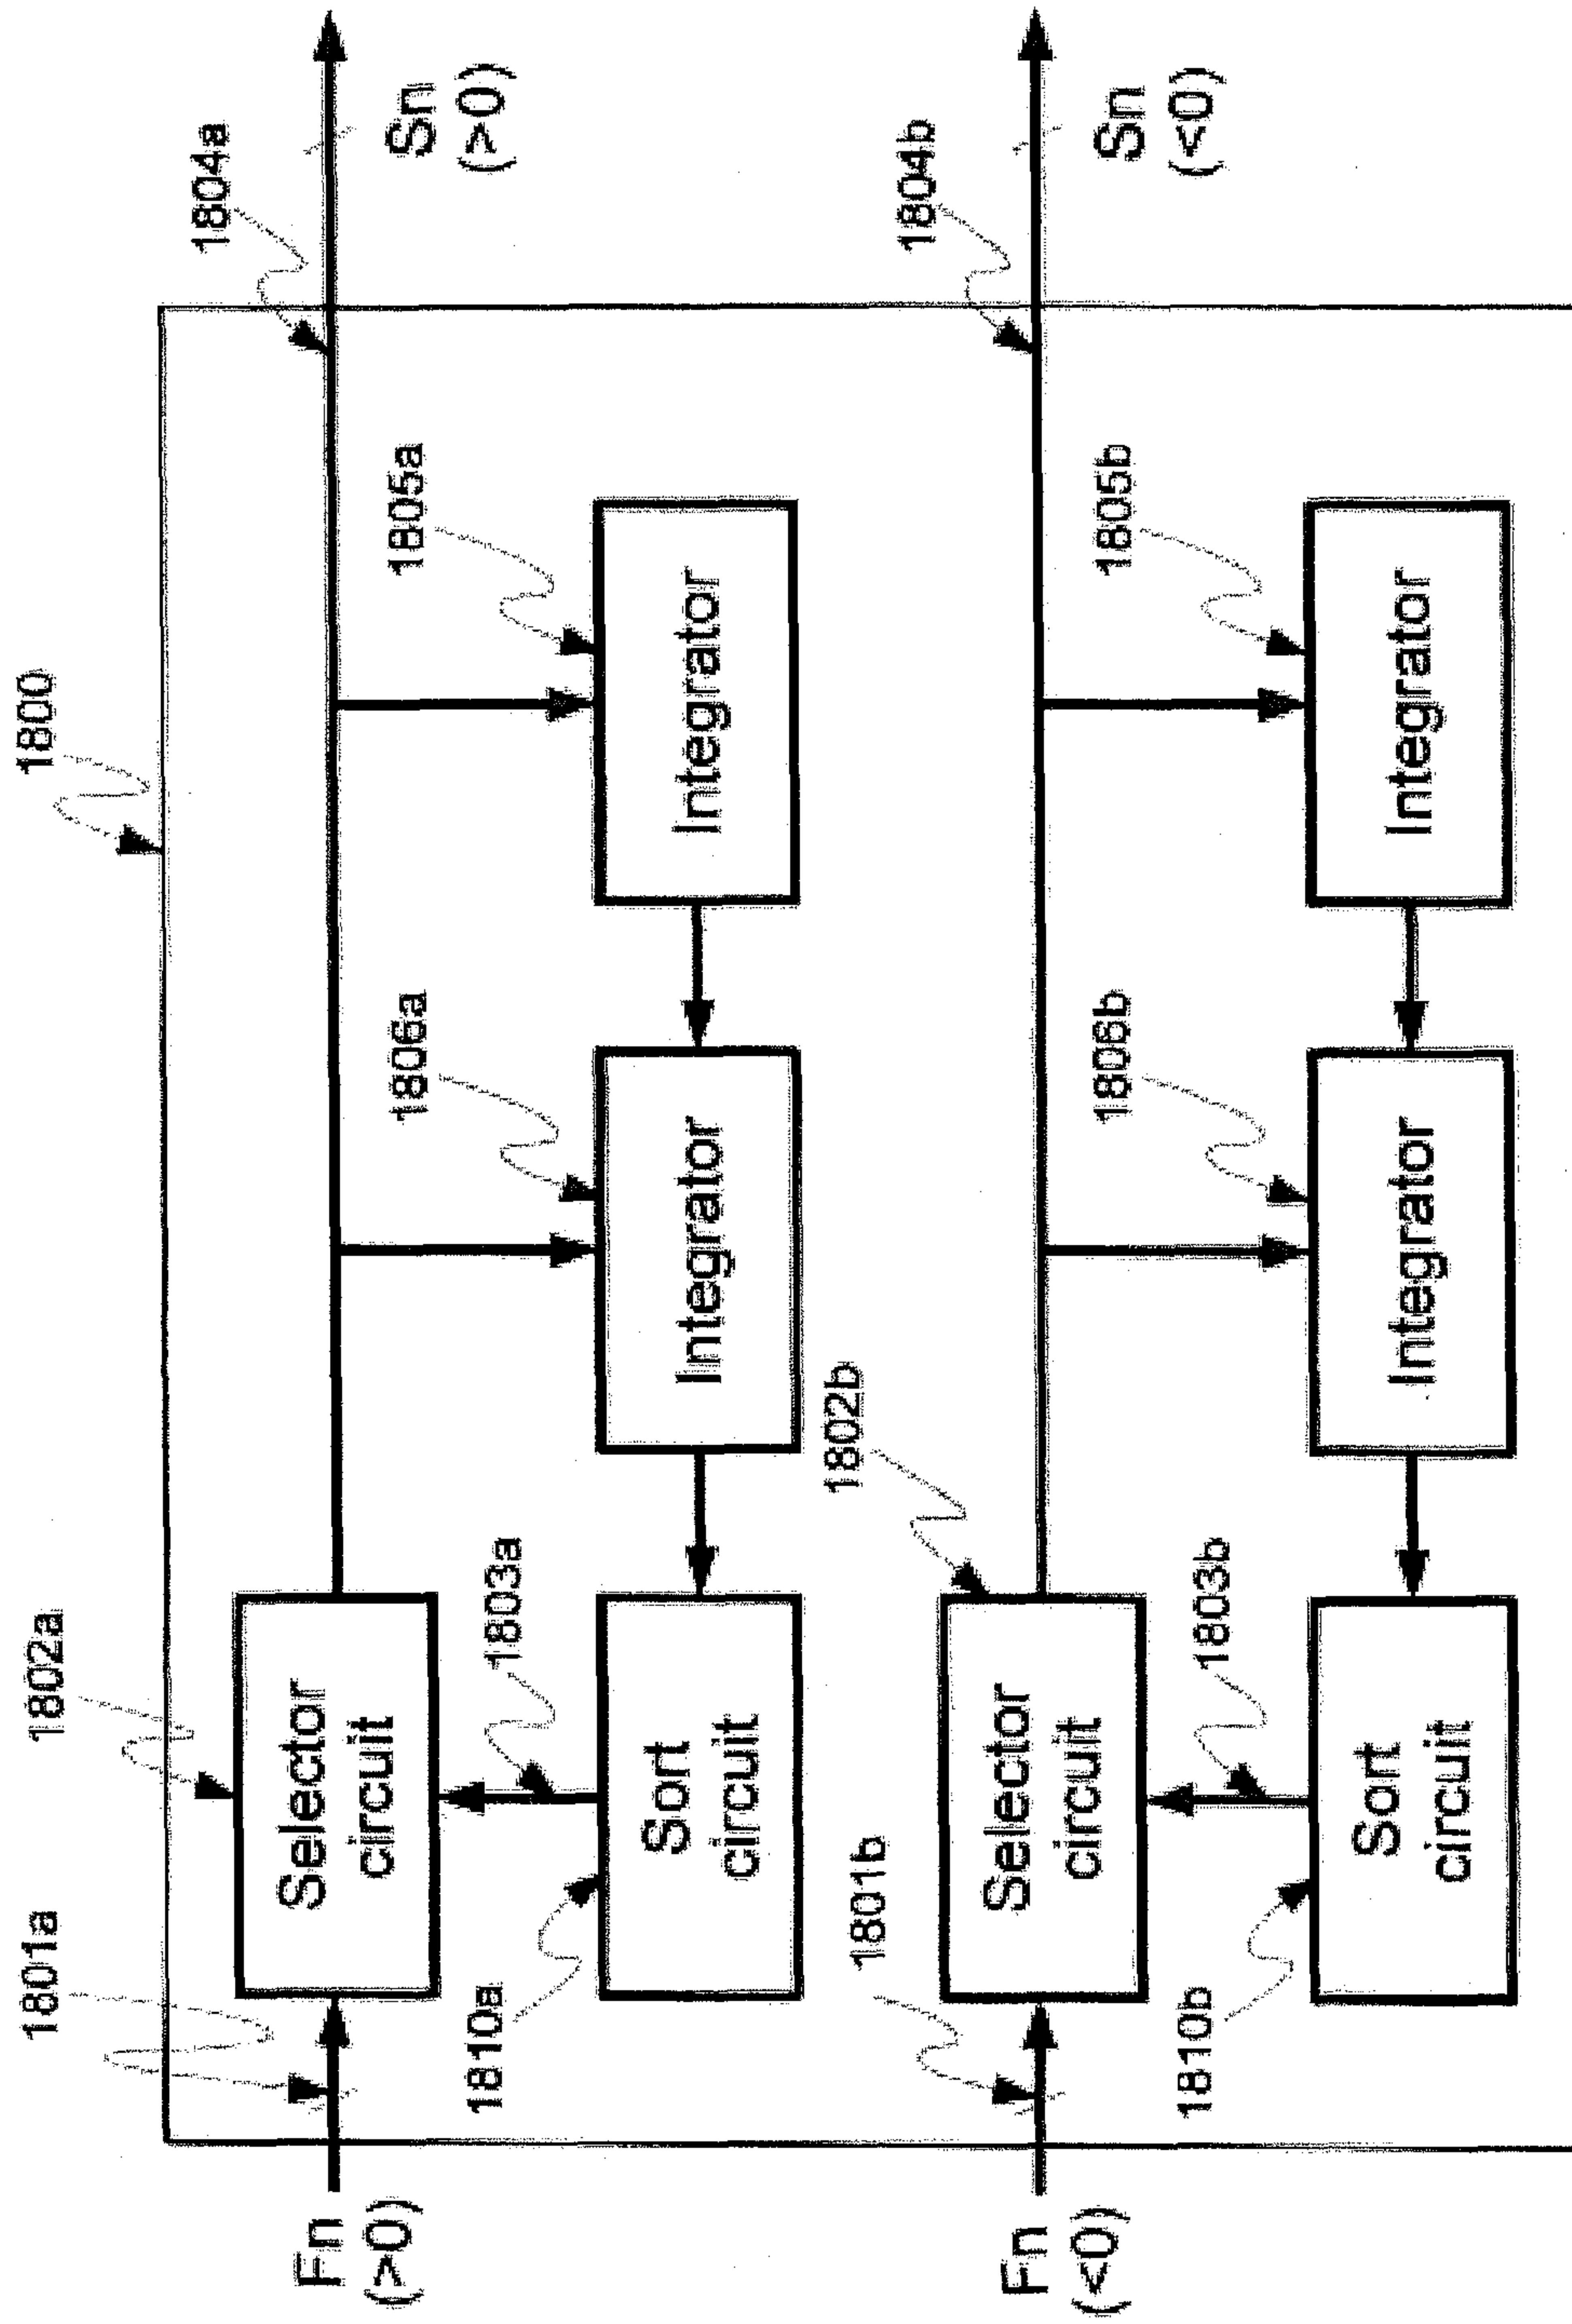 1800
1801a
1802a
1804a
Fn
(>0)
Selector
circuit
Sn
(>0)
1803a
1806a
1805a
1810a
Sort
circuit
Integrator
Integrator
1801b
1802b
1804b
Fn
(<0)
Selector
circuit
Sn
(<0)
1803b
1806b
1805b
1810b
Sort
circuit
Integrator
Integrator